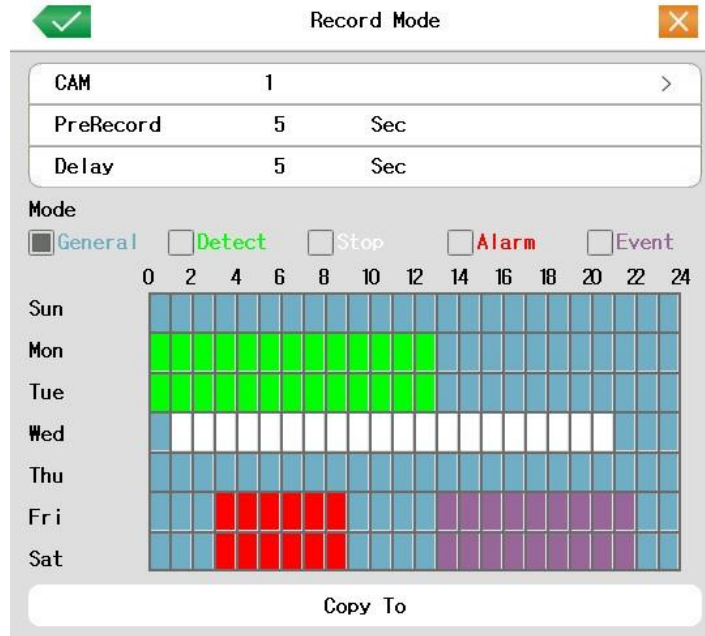 Record Mode
CAM 1 >
PreRecord 5 Sec
Delay 5 Sec
Mode
General Detect Stop Alarm Event
0 2 4 6 8 10 12 14 16 18 20 22 24
Sun
Mon
Tue
Wed
Thu
Fri
Sat
Copy To